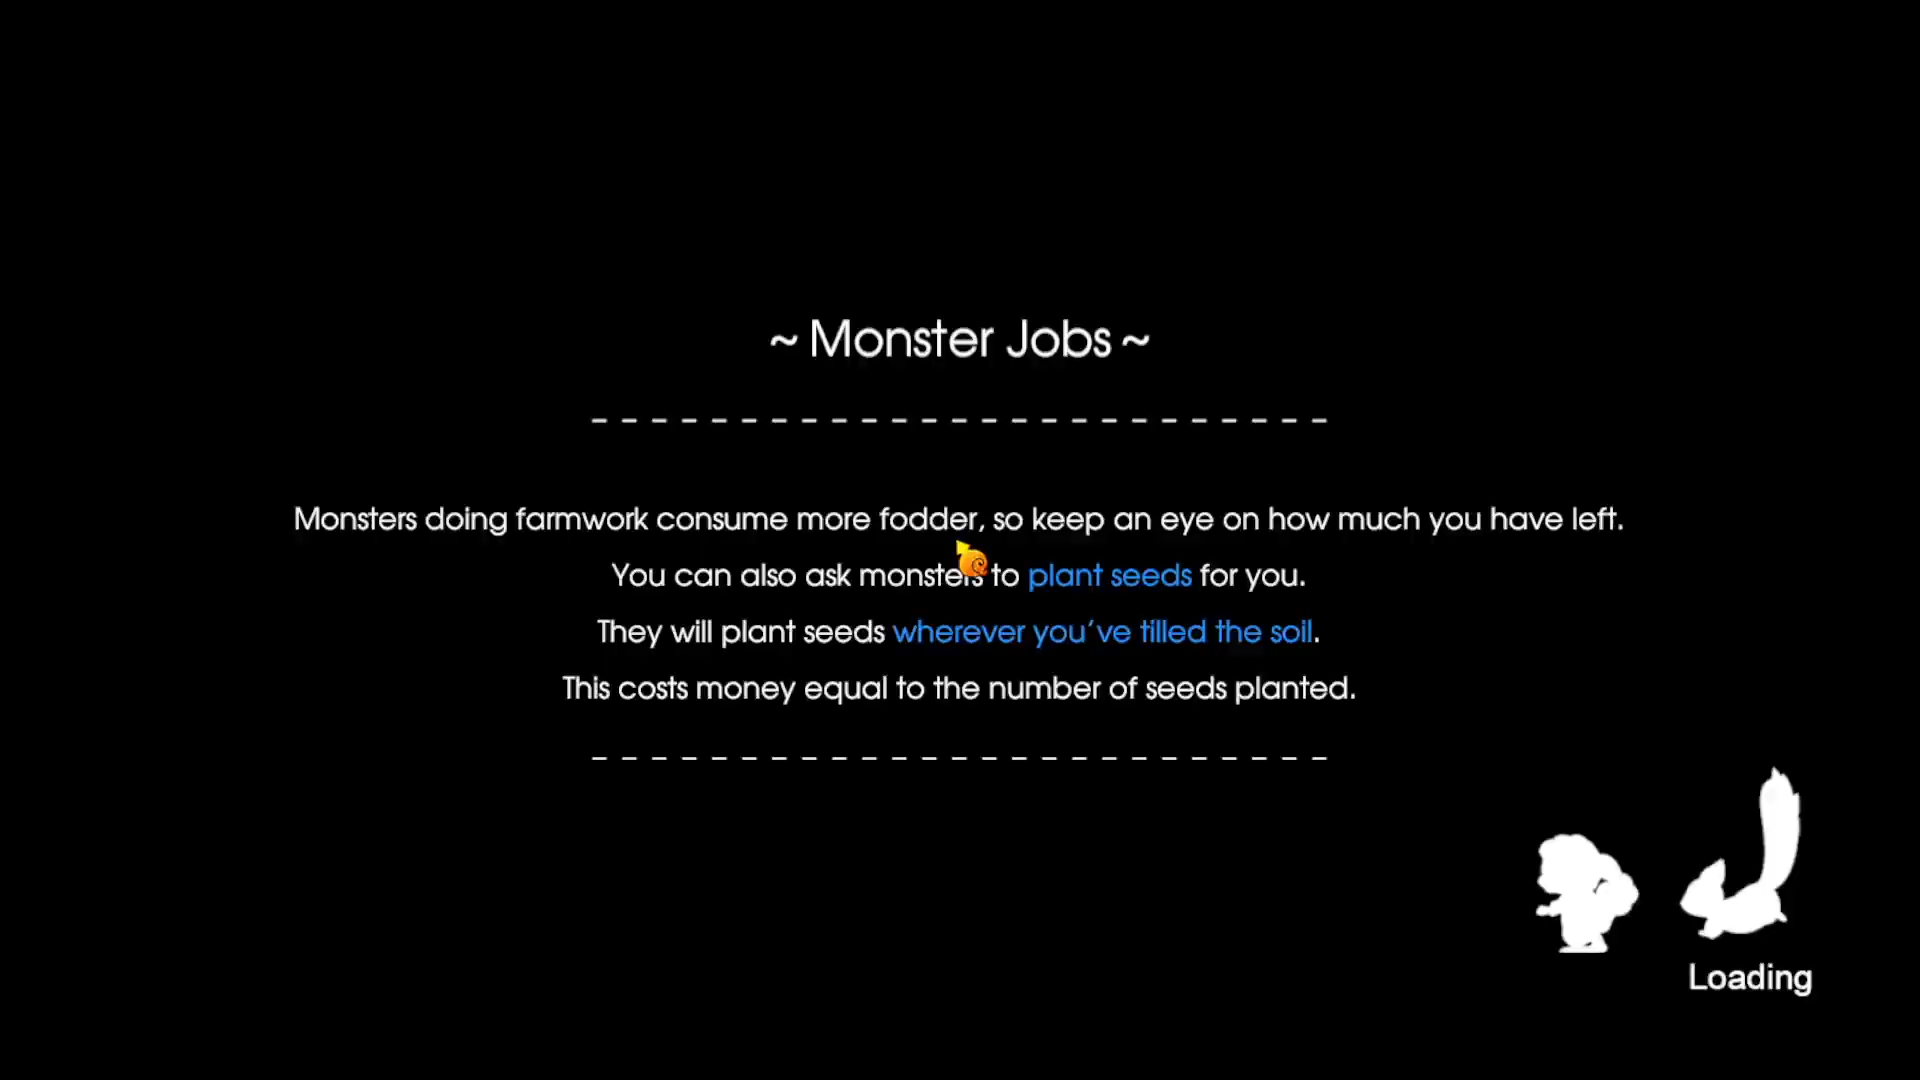 ~ Monster Jobs ~
- - - - - - - - - - - - - - - - - - - - - - - - -
Monsters doing farmwork consume more fodder, so keep an eye on how much you have left.
You can also ask monsters to plant seeds for you.
They will plant seeds wherever you've tilled the soil.
This costs money equal to the number of seeds planted.
- - - - - - - - - - - - - - - - - - - - - - - - -
Loading